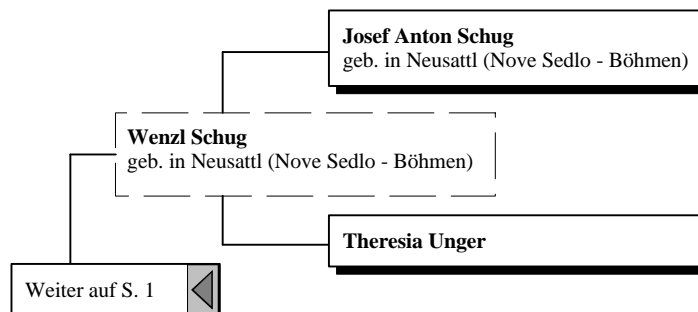 Josef Anton Schug
geb. in Neusattl (Nove Sedlo - Böhmen)
Wenzl Schug
geb. in Neusattl (Nove Sedlo - Böhmen)
Theresia Unger
Weiter auf S. 1